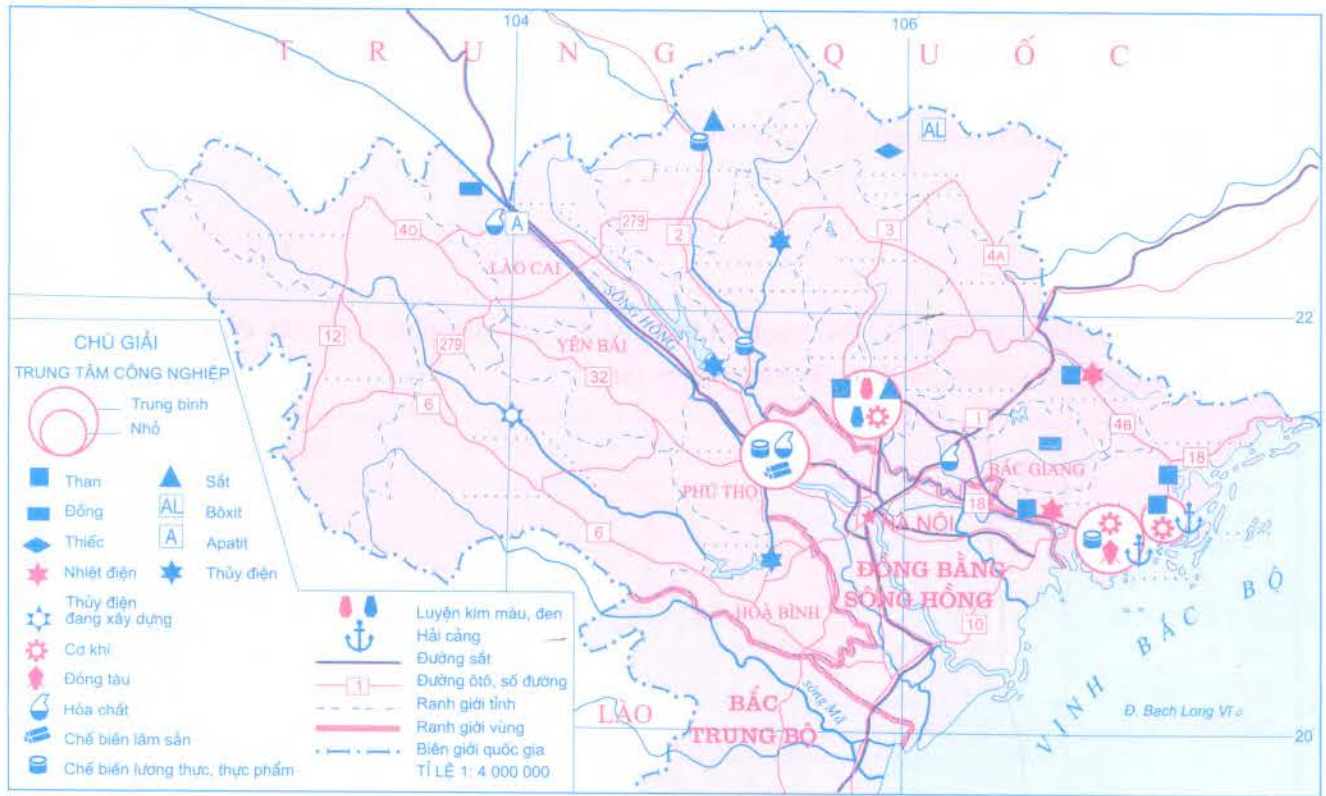 104
106
TRUNG QUỐC
AL
A
4D
279
2
3
4A
LÀO CAI
SÔNG HỒNG
22
12
279
YÊN BÁI
32
6
1
4B
18
BẮC GIANG
PHÚ THỌ
18
HÀ NỘI
6
ĐỒNG BẰNG
SÔNG HỒNG
HOÀ BÌNH
10
VỊNH BẮC BỘ
BẮC
TRUNG BỘ
LÀO
sông Mã
Đ. Bạch Long Vĩ
20
CHÚ GIẢI
TRUNG TÂM CÔNG NGHIỆP
Trung bình
Nhỏ
Than
Đồng
Thiếc
Nhiệt điện
Thủy điện
đang xây dựng
Cơ khí
Đóng tàu
Hóa chất
Chế biến lâm sản
Chế biến lương thực, thực phẩm
Sắt
AL Bôxit
A Apatit
Thủy điện
Luyện kim màu, đen
Hải cảng
Đường sắt
1 Đường ôtô, số đường
Ranh giới tỉnh
Ranh giới vùng
Biên giới quốc gia
TỈ LỆ 1: 4 000 000